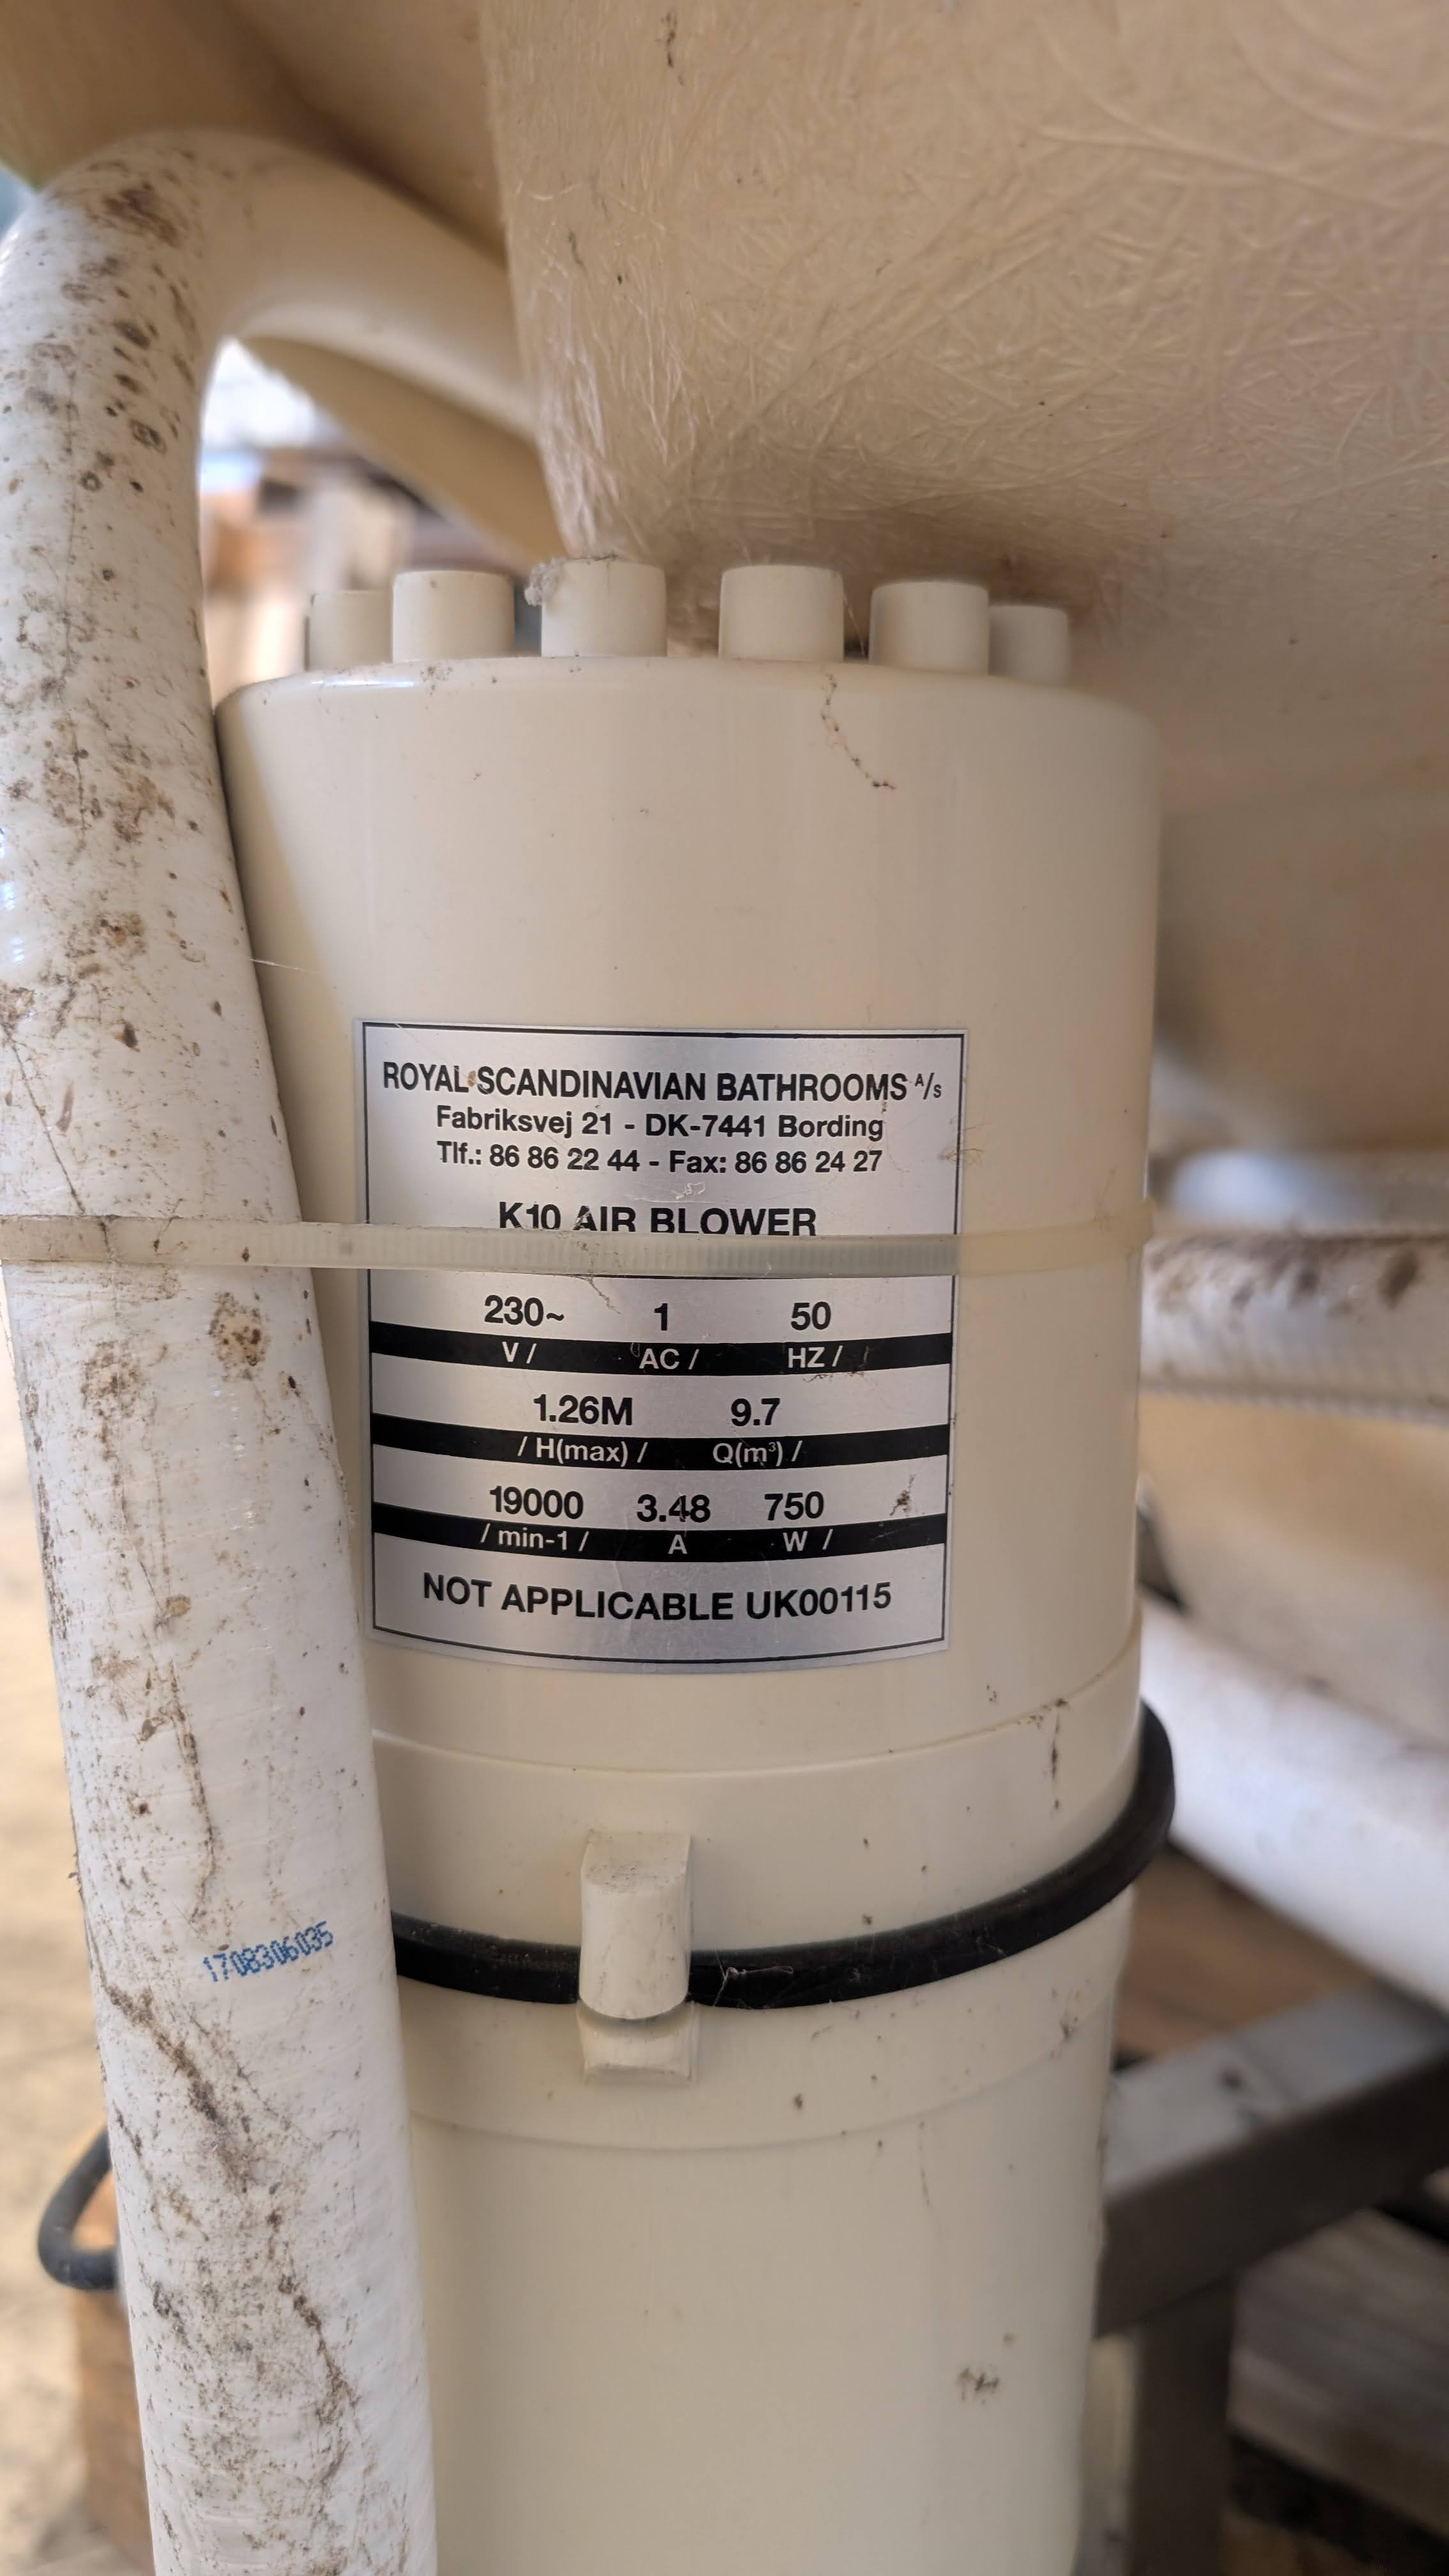 ROYAL SCANDINAVIAN BATHROOMS A/S
Fabriksvej 21 - DK-7441 Bording
Tlf.: 86 86 22 44 - Fax: 86 86 24 27
K10 AIR BLOWER
230~ 1 50
V / AC / HZ /
1.26M 9.7
/ H(max) / Q(m³) /
19000 3.48 750
/ min-1 / A W /
NOT APPLICABLE UK00115
1708306035